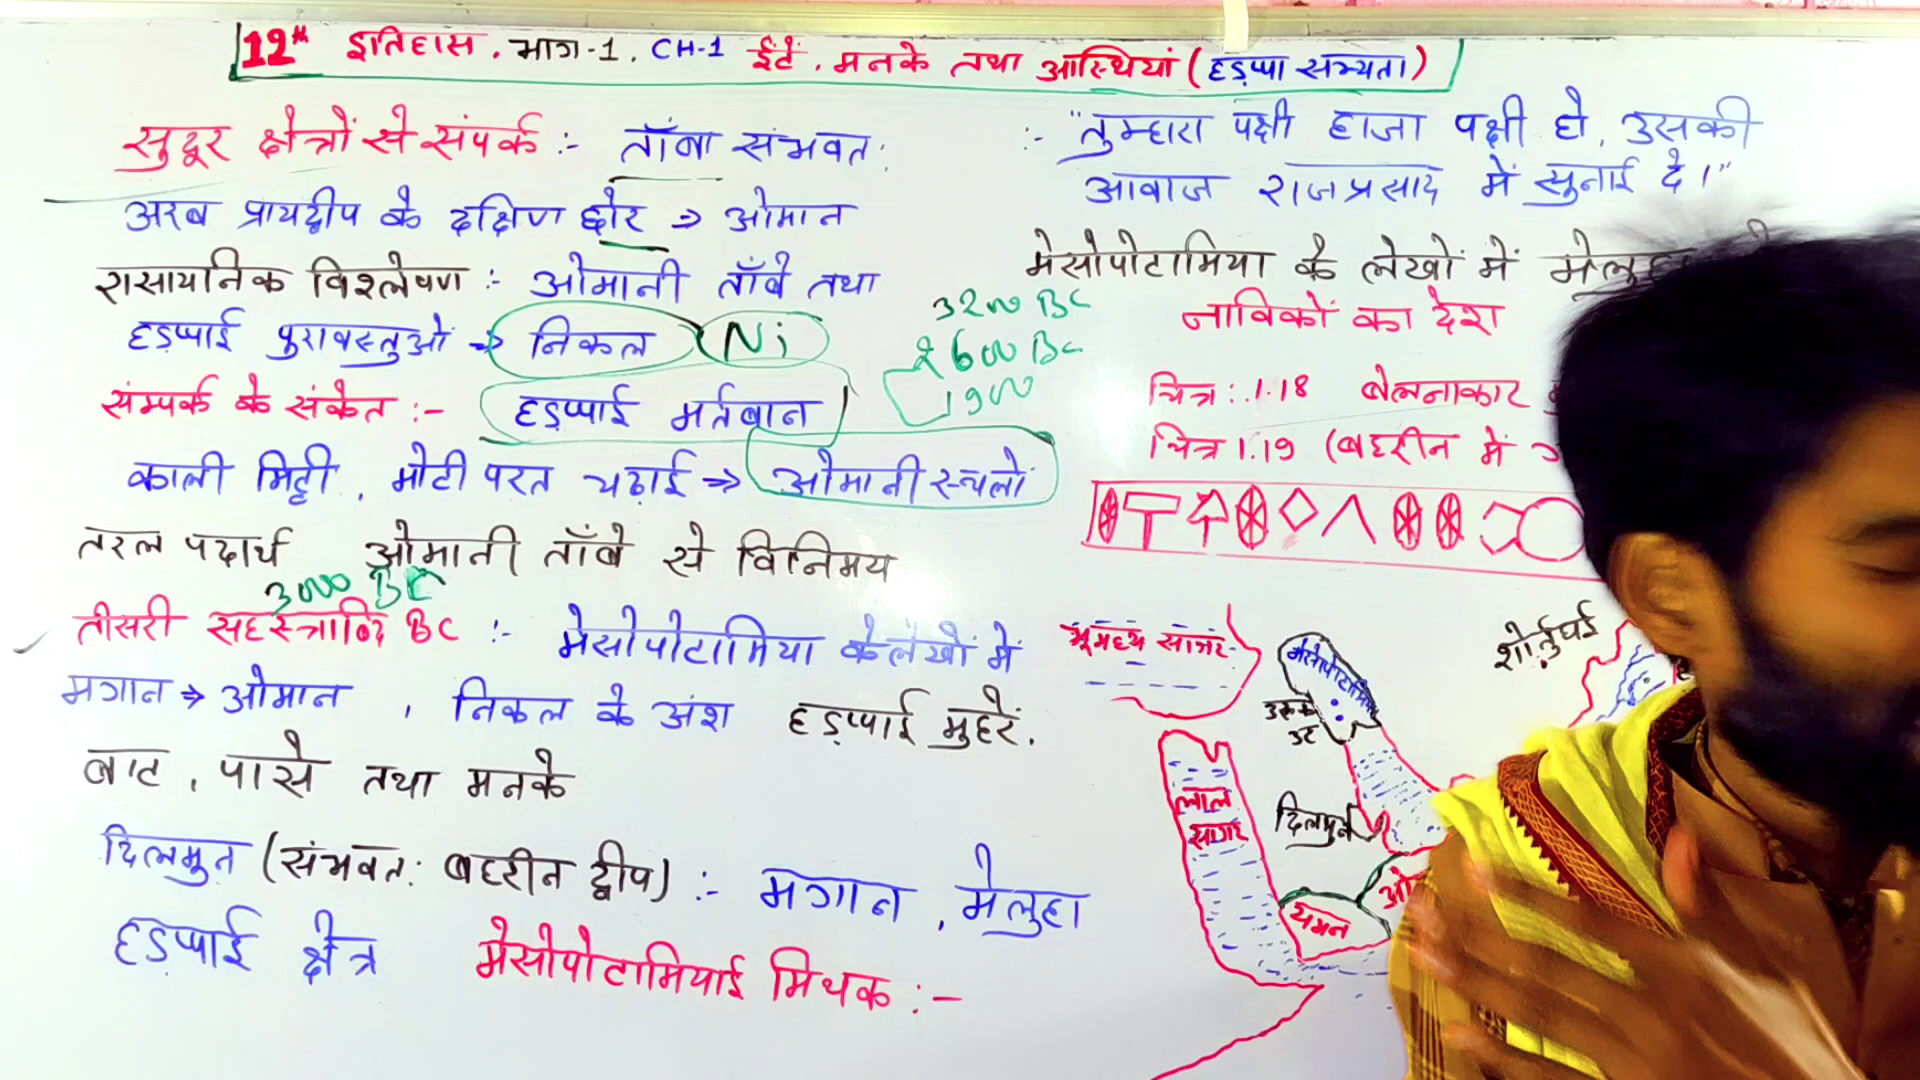 12th इतिहास. भाग-1. CH-1 ईंटें. मनके तथा अस्थियां (हड़प्पा सभ्यता)
सुदूर क्षेत्रों से संपर्क :- ताँबा संभवतः
अरब प्रायद्वीप के दक्षिण छोर ⇒ ओमान
रासायनिक विश्लेषण :- ओमानी ताँबे तथा
हड़प्पाई पुरावस्तुओं → निकल Ni
संम्पर्क के संकेत :- हड़प्पाई मर्तबान
काली मिट्टी, मोटी परत चढ़ाई ⇒ ओमानी स्थलों
तरल पदार्थ ओमानी ताँबे से विनिमय
3000 BC
तीसरी सहस्त्राब्दि BC :- मेसोपोटामिया के लेखों में
मगान ⇒ ओमान , निकल के अंश हड़प्पाई मुहरें.
बाट, पासे तथा मनके
दिलमुन (संभवतः बहरीन द्वीप) :- मगान, मेलुहा
हड़प्पाई क्षेत्र मेसोपोटामियाई मिथक :-
:- "तुम्हारा पक्षी हाजा पक्षी हो, उसकी
आवाज राजप्रसाद में सुनाई दे।"
मेसोपोटामिया के लेखों में
नाविकों का देश
3200 BC
2600 BC
1900
चित्र: 1.18 बेलनाकार
चित्र 1.19 (बहरीन में
भूमध्य सागर
मेसोपोटामिया
उर
शोर्तुघई
लाल
सागर
दिलमुन
यमन